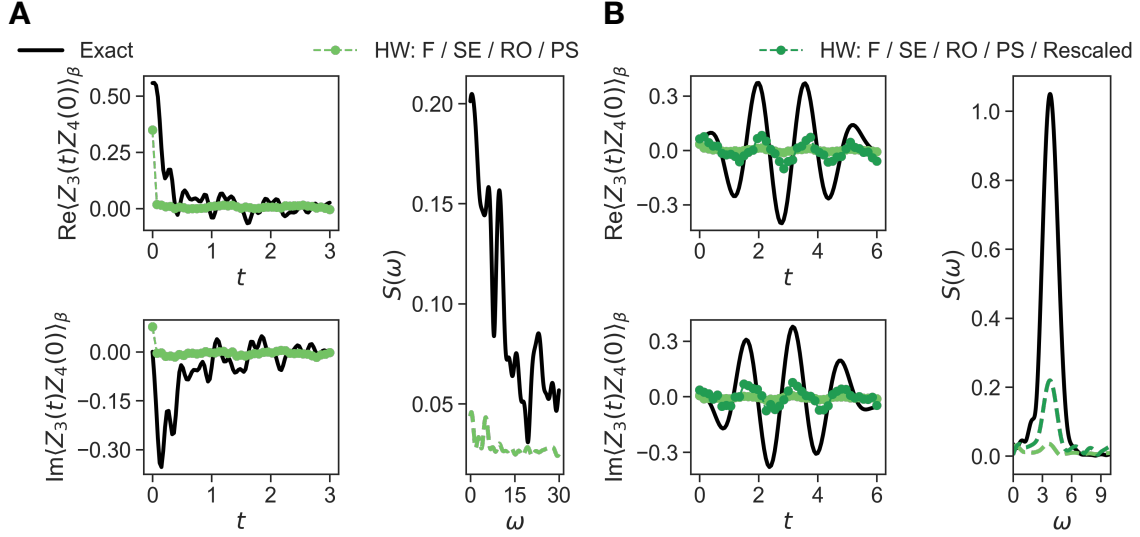 A
B
Exact
HW: F / SE / RO / PS
HW: F / SE / RO / PS / Rescaled
Re⟨Z₃(t)Z₄(0)⟩β
0.50
0.25
0.00
0
1
2
3
t
Im⟨Z₃(t)Z₄(0)⟩β
0.00
−0.15
−0.30
0
1
2
3
t
S(ω)
0.20
0.15
0.10
0.05
0
15
30
ω
Re⟨Z₃(t)Z₄(0)⟩β
0.3
0.0
−0.3
0
2
4
6
t
Im⟨Z₃(t)Z₄(0)⟩β
0.3
0.0
−0.3
0
2
4
6
t
S(ω)
1.0
0.8
0.6
0.4
0.2
0.0
0
3
6
9
ω